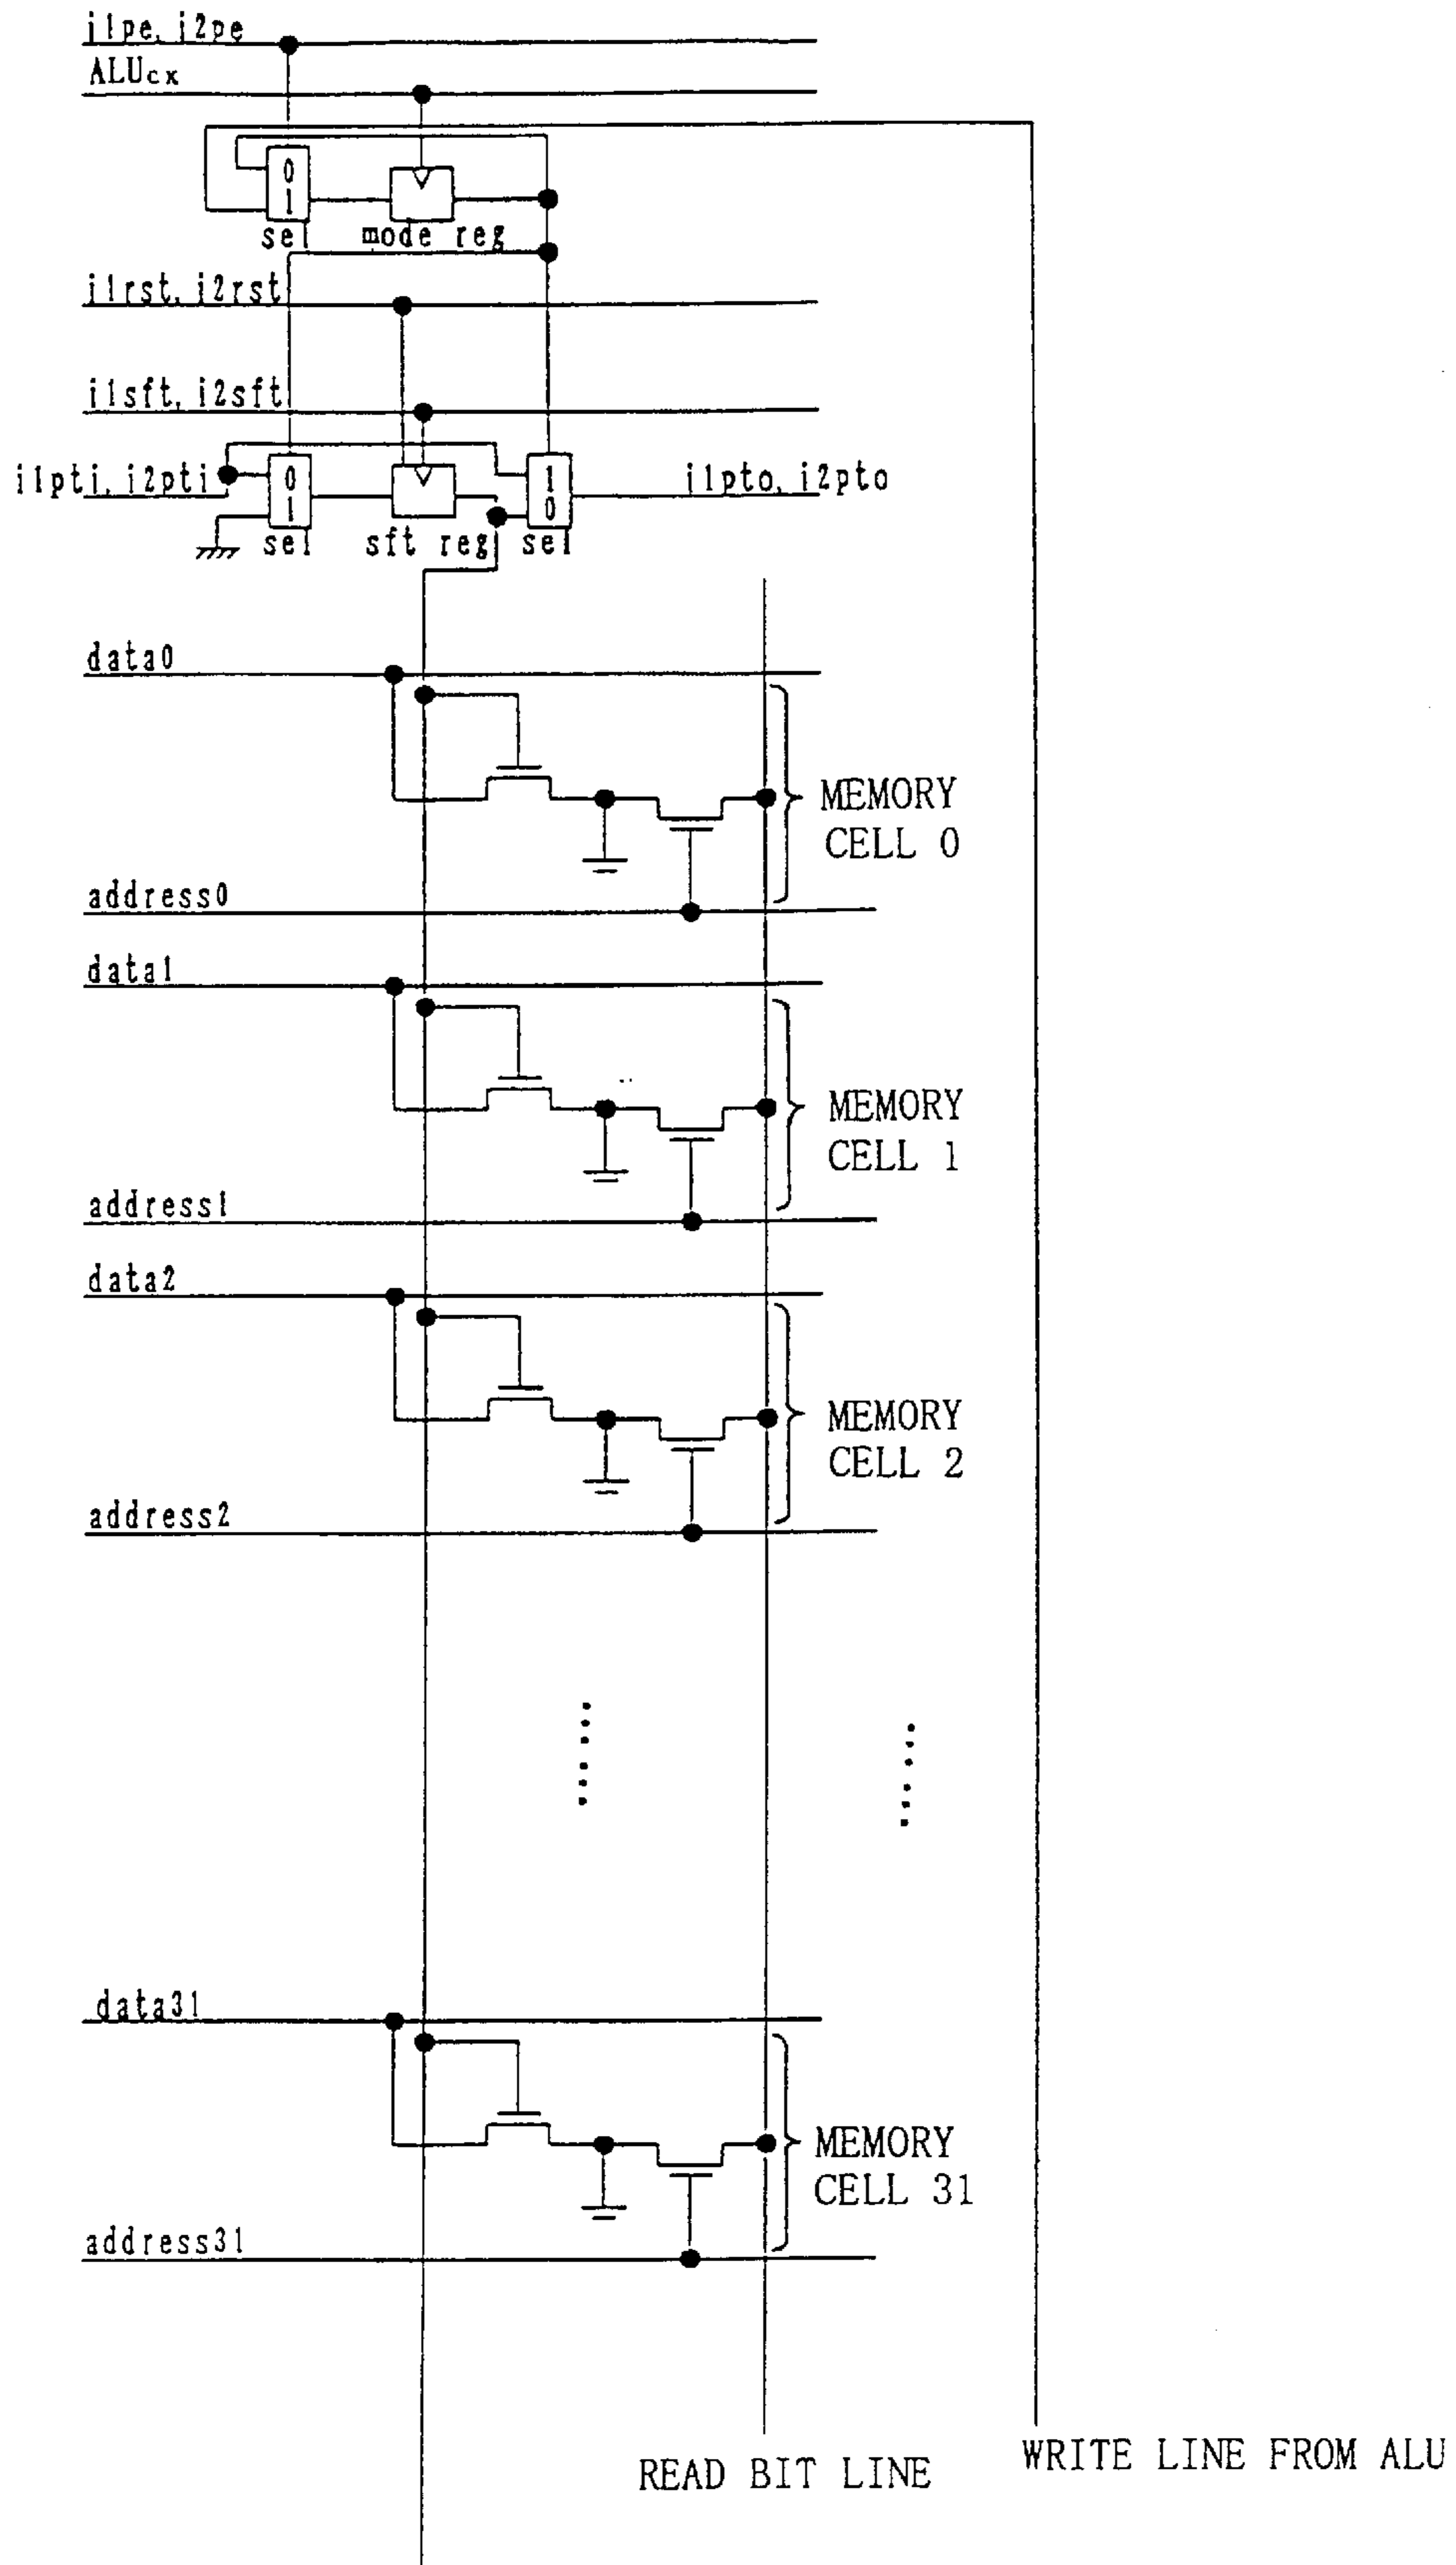 i1pe, i2pe
ALUcx
0
1
sel
mode reg
i1rst, i2rst
i1sft, i2sft
i1pti, i2pti
0
1
sel
sft reg
1
0
sel
i1pto, i2pto
data0
MEMORY
CELL 0
address0
data1
MEMORY
CELL 1
address1
data2
MEMORY
CELL 2
address2
data31
MEMORY
CELL 31
address31
READ BIT LINE
WRITE LINE FROM ALU